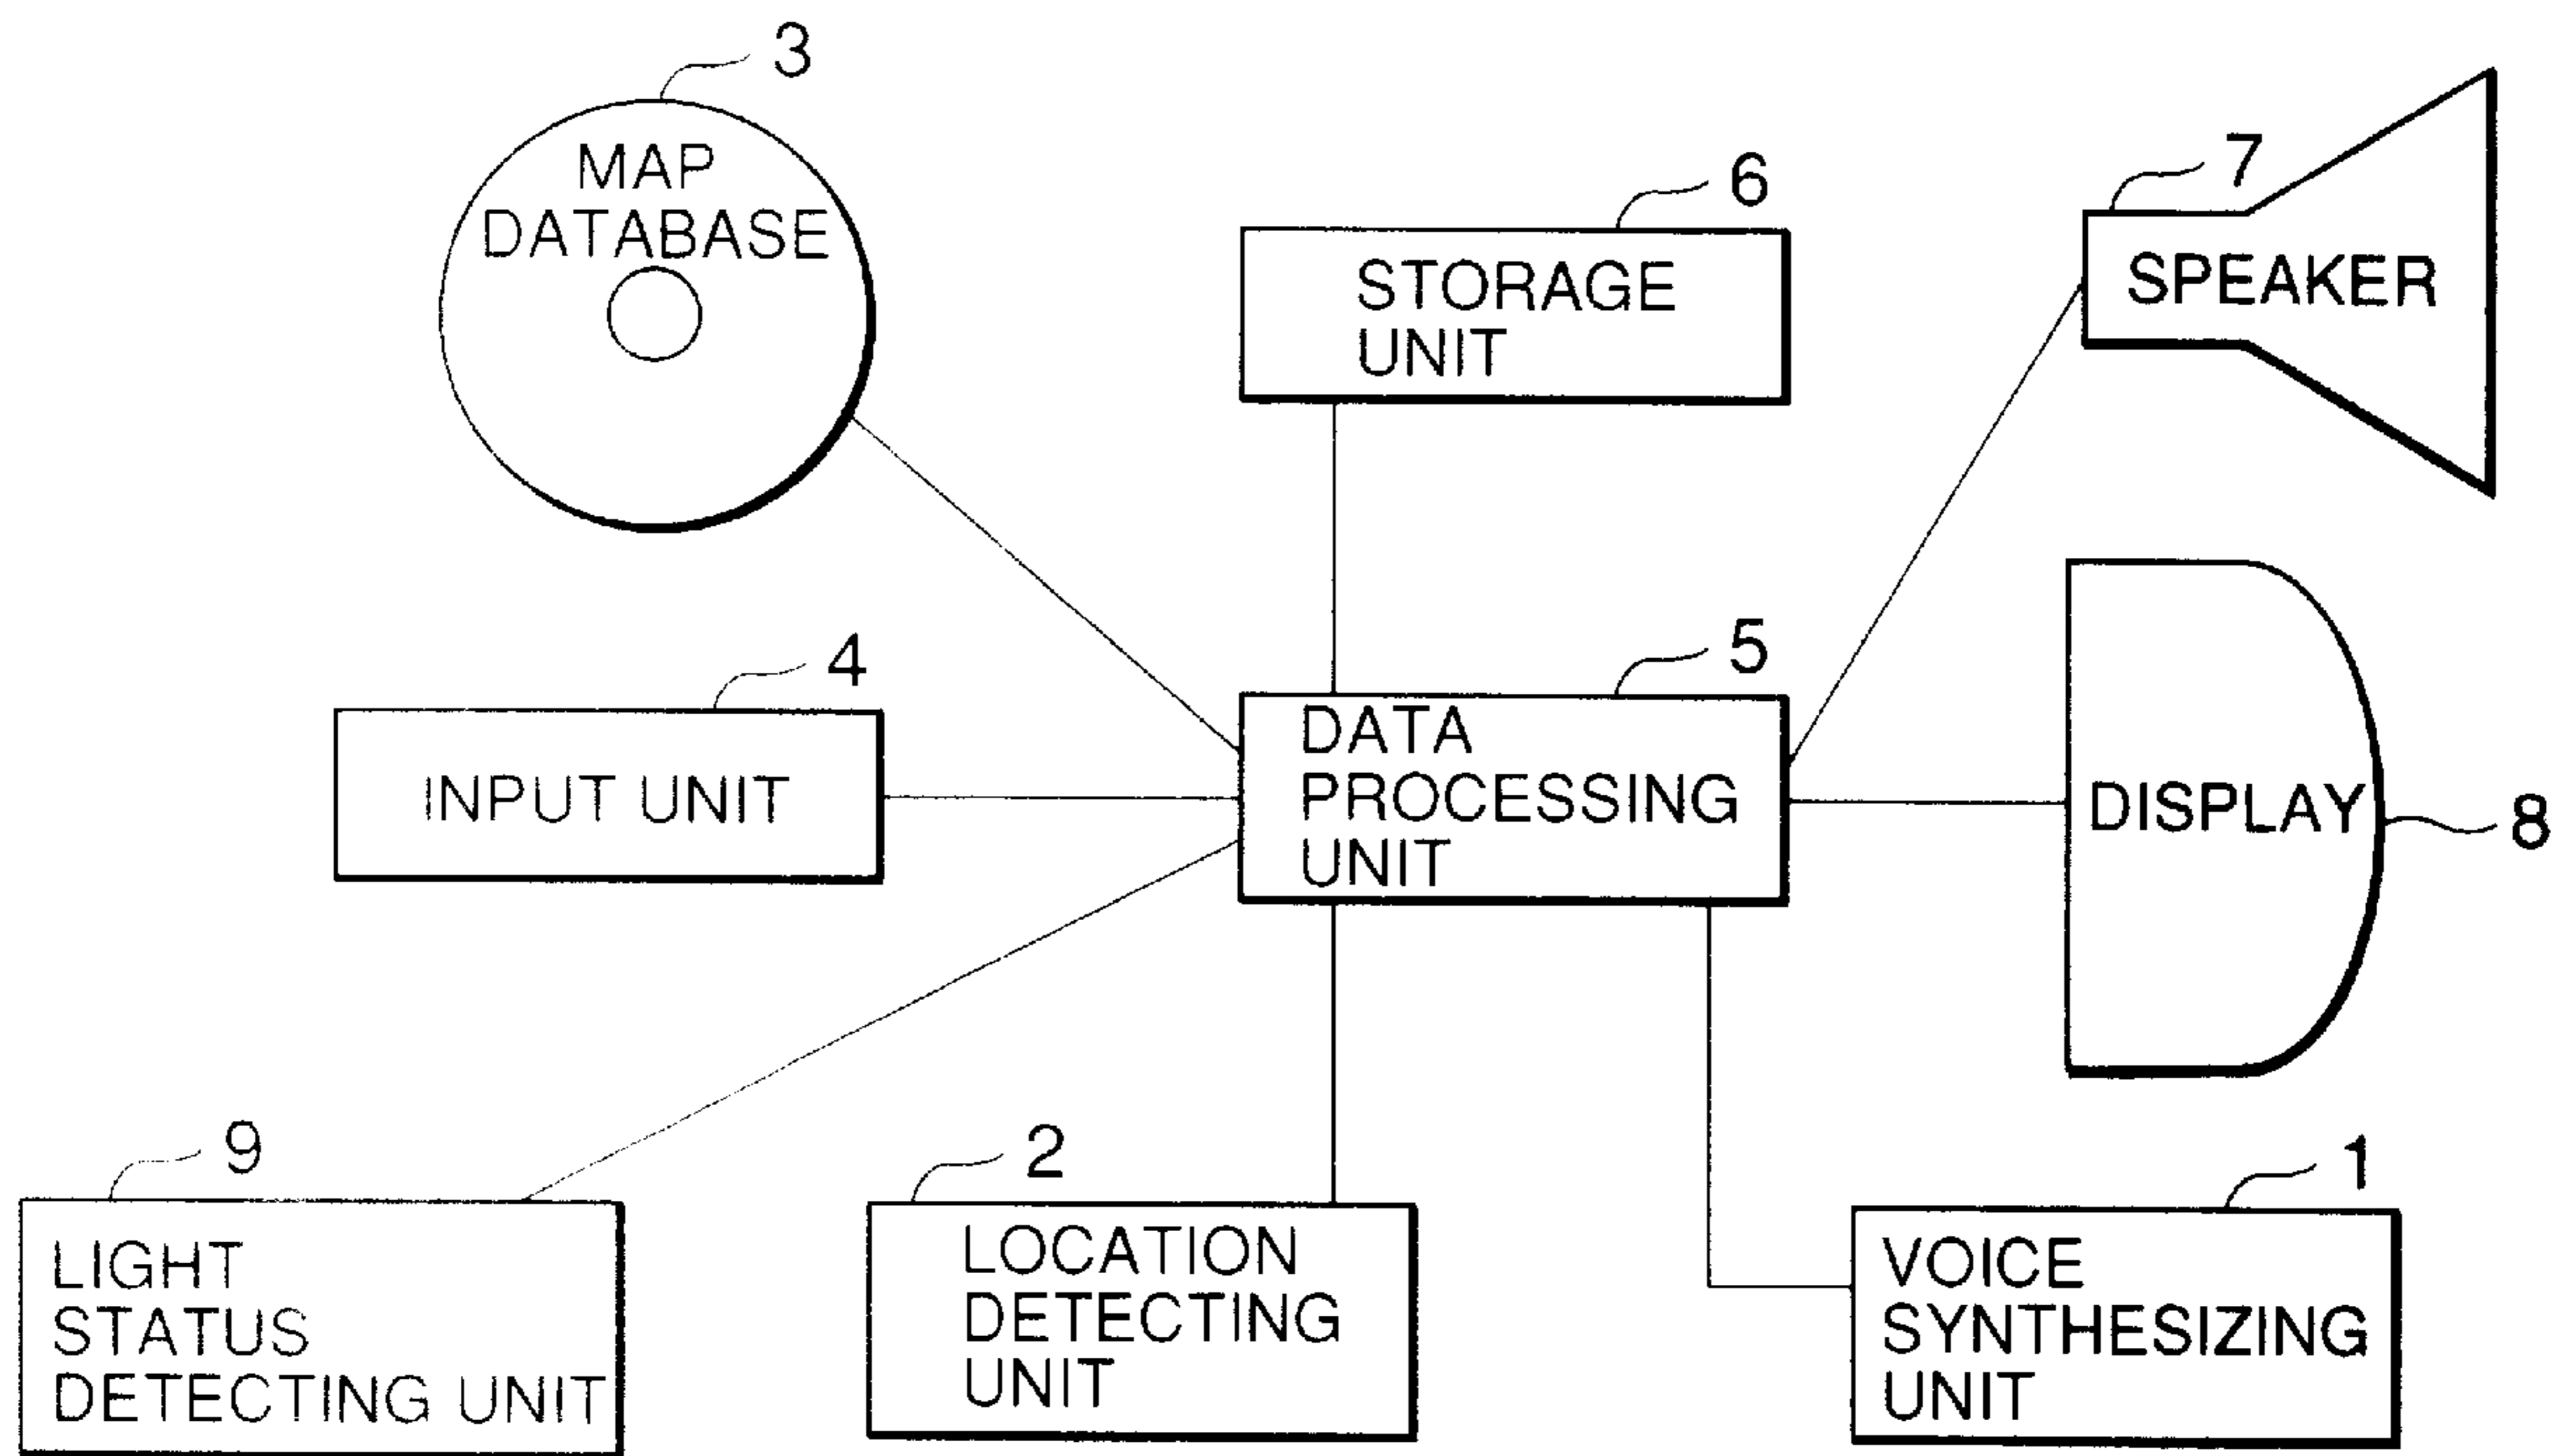 3
MAP
DATABASE
6
STORAGE
UNIT
7
SPEAKER
4
INPUT UNIT
5
DATA
PROCESSING
UNIT
DISPLAY
8
9
LIGHT
STATUS
DETECTING UNIT
2
LOCATION
DETECTING
UNIT
1
VOICE
SYNTHESIZING
UNIT